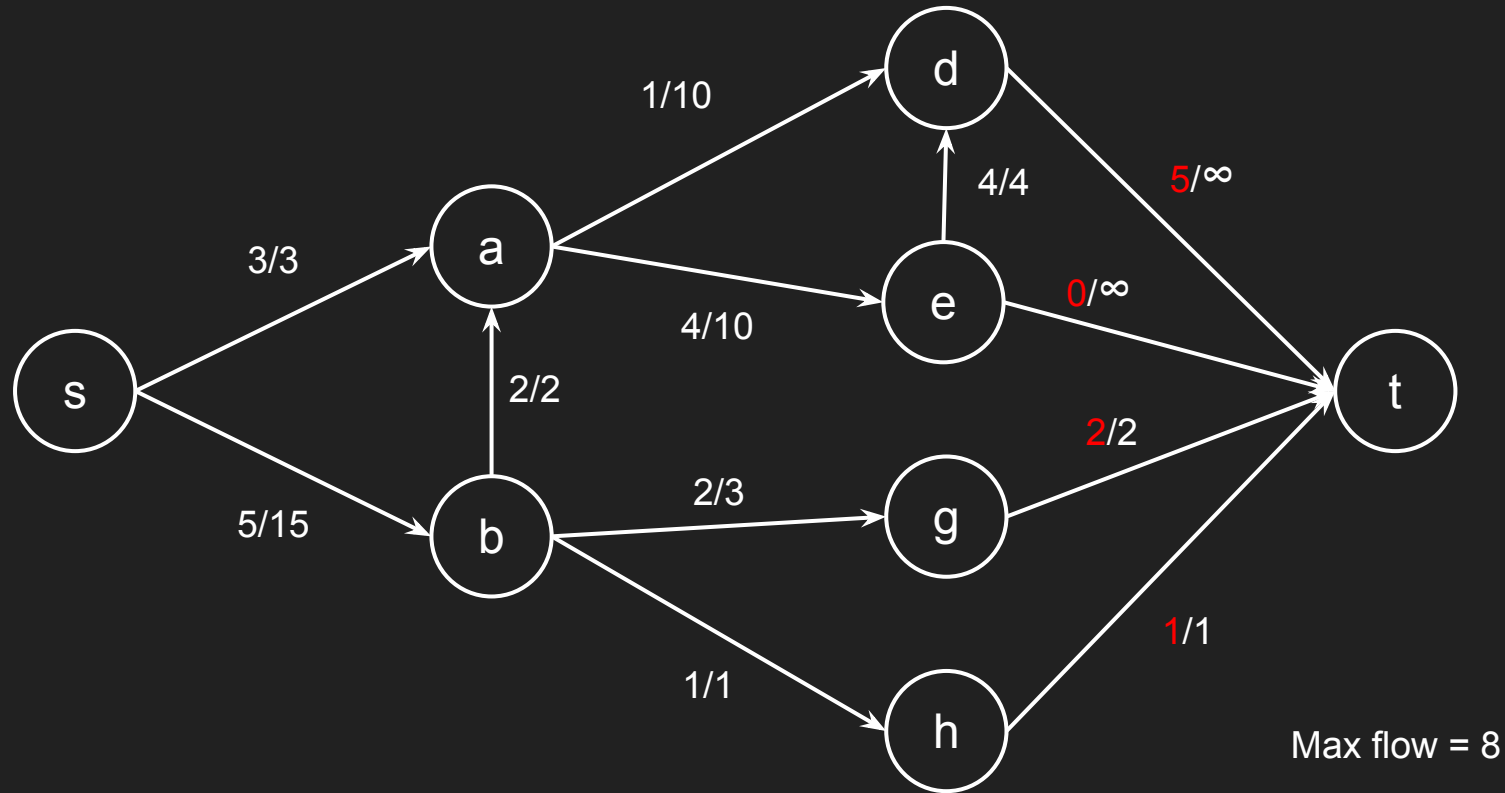 d
1/10
5/∞
4/4
a
3/3
0/∞
e
4/10
s
2/2
t
2/2
2/3
5/15
b
g
1/1
1/1
h
Max flow = 8